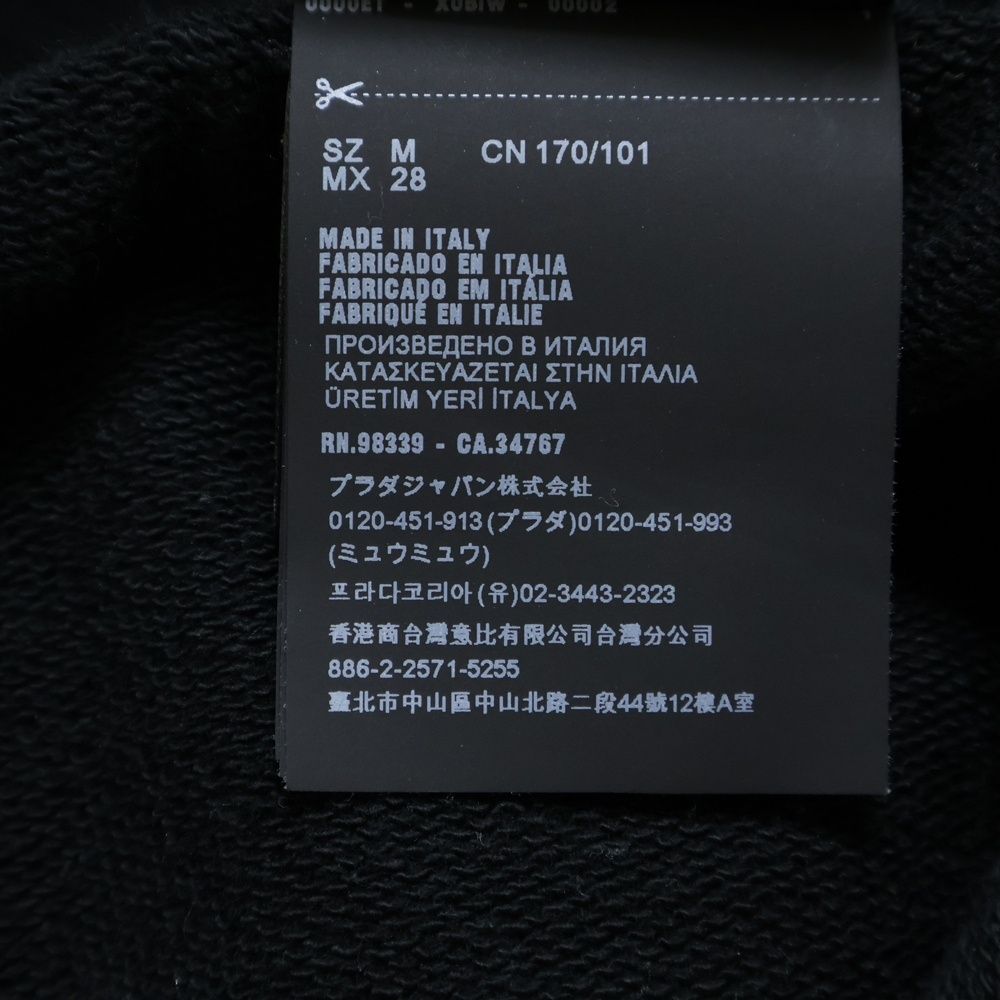 SZ M CN 170/101
MX 28
MADE IN ITALY
FABRICADO EN ITALIA
FABRICADO EM ITÁLIA
FABRIQUÉ EN ITALIE
ПРОИЗВЕДЕНО В ИТАЛИЯ
ΚΑΤΑΣΚΕΥΑΖΕΤΑΙ ΣΤΗΝ ΙΤΑΛΙΑ
ÜRETİM YERİ İTALYA
RN.98339 - CA.34767
プラダジャパン株式会社
0120-451-913(プラダ)0120-451-993
(ミュウミュウ)
프라다코리아(유)02-3443-2323
香港商台灣意比有限公司台灣分公司
886-2-2571-5255
臺北市中山區中山北路二段44號12樓A室